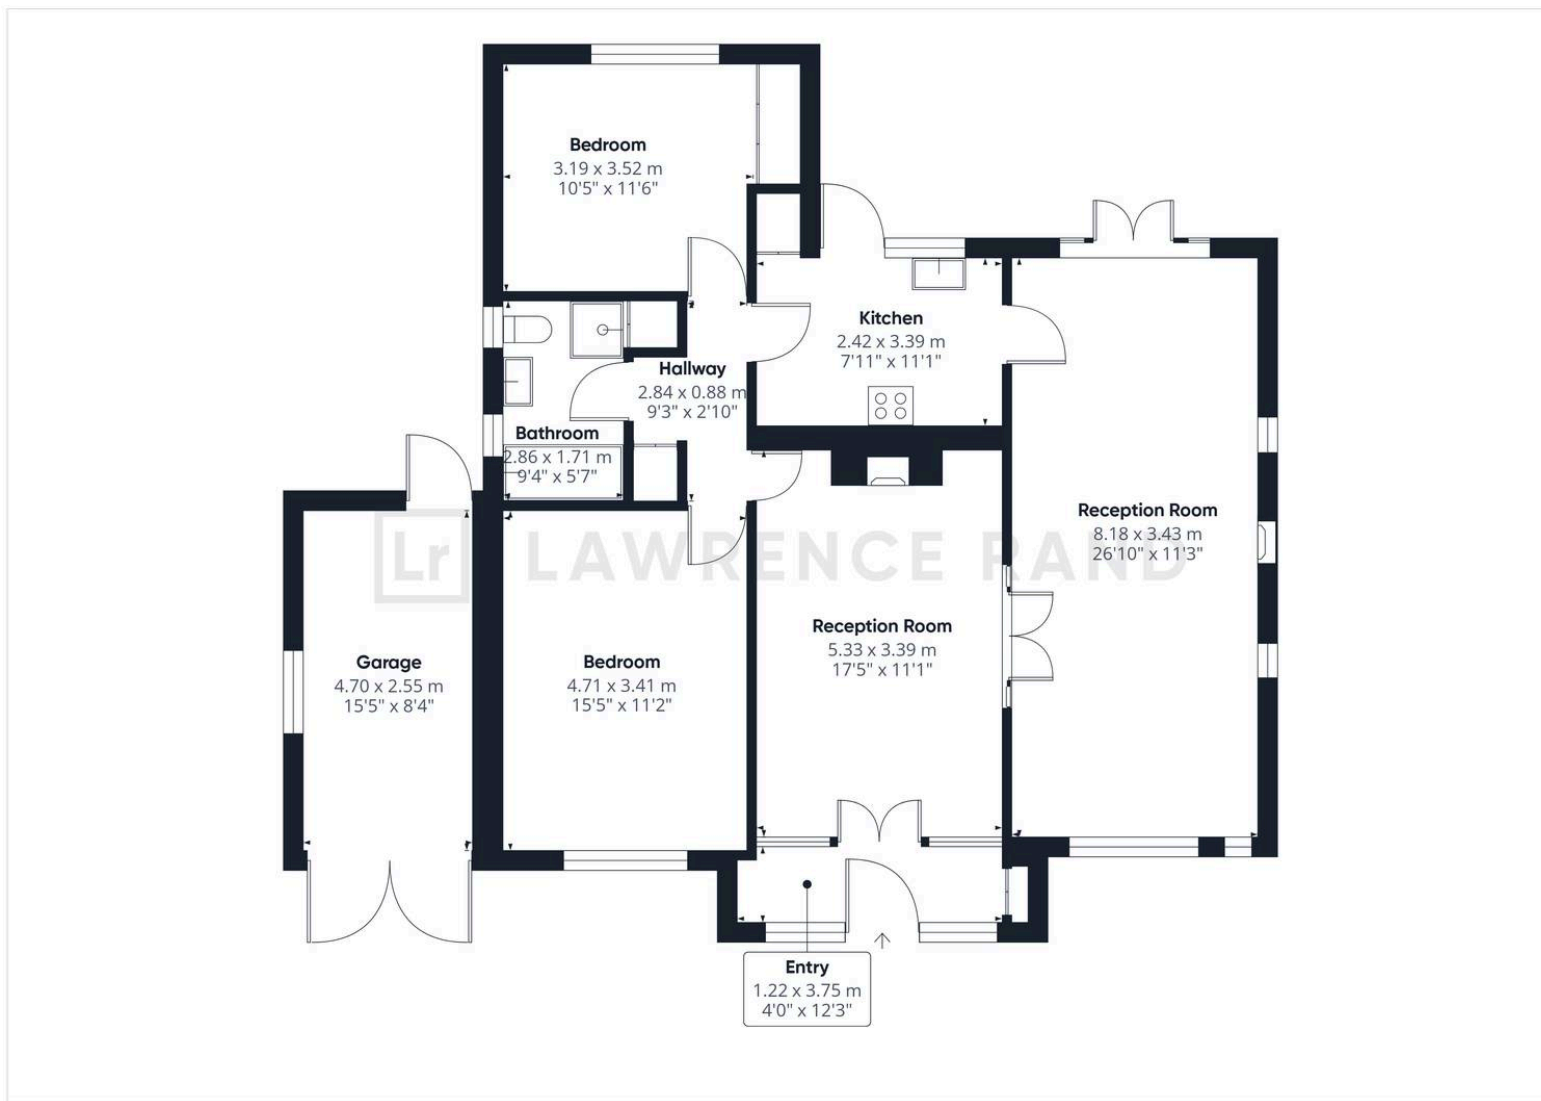 Bedroom
3.19 x 3.52 m
10'5" x 11'6"
Kitchen
2.42 x 3.39 m
7'11" x 11'1"
Hallway
2.84 x 0.88 m
9'3" x 2'10"
Bathroom
2.86 x 1.71 m
9'4" x 5'7"
Reception Room
8.18 x 3.43 m
26'10" x 11'3"
Lr LAWRENCE RAND
Reception Room
5.33 x 3.39 m
17'5" x 11'1"
Garage
4.70 x 2.55 m
15'5" x 8'4"
Bedroom
4.71 x 3.41 m
15'5" x 11'2"
Entry
1.22 x 3.75 m
4'0" x 12'3"